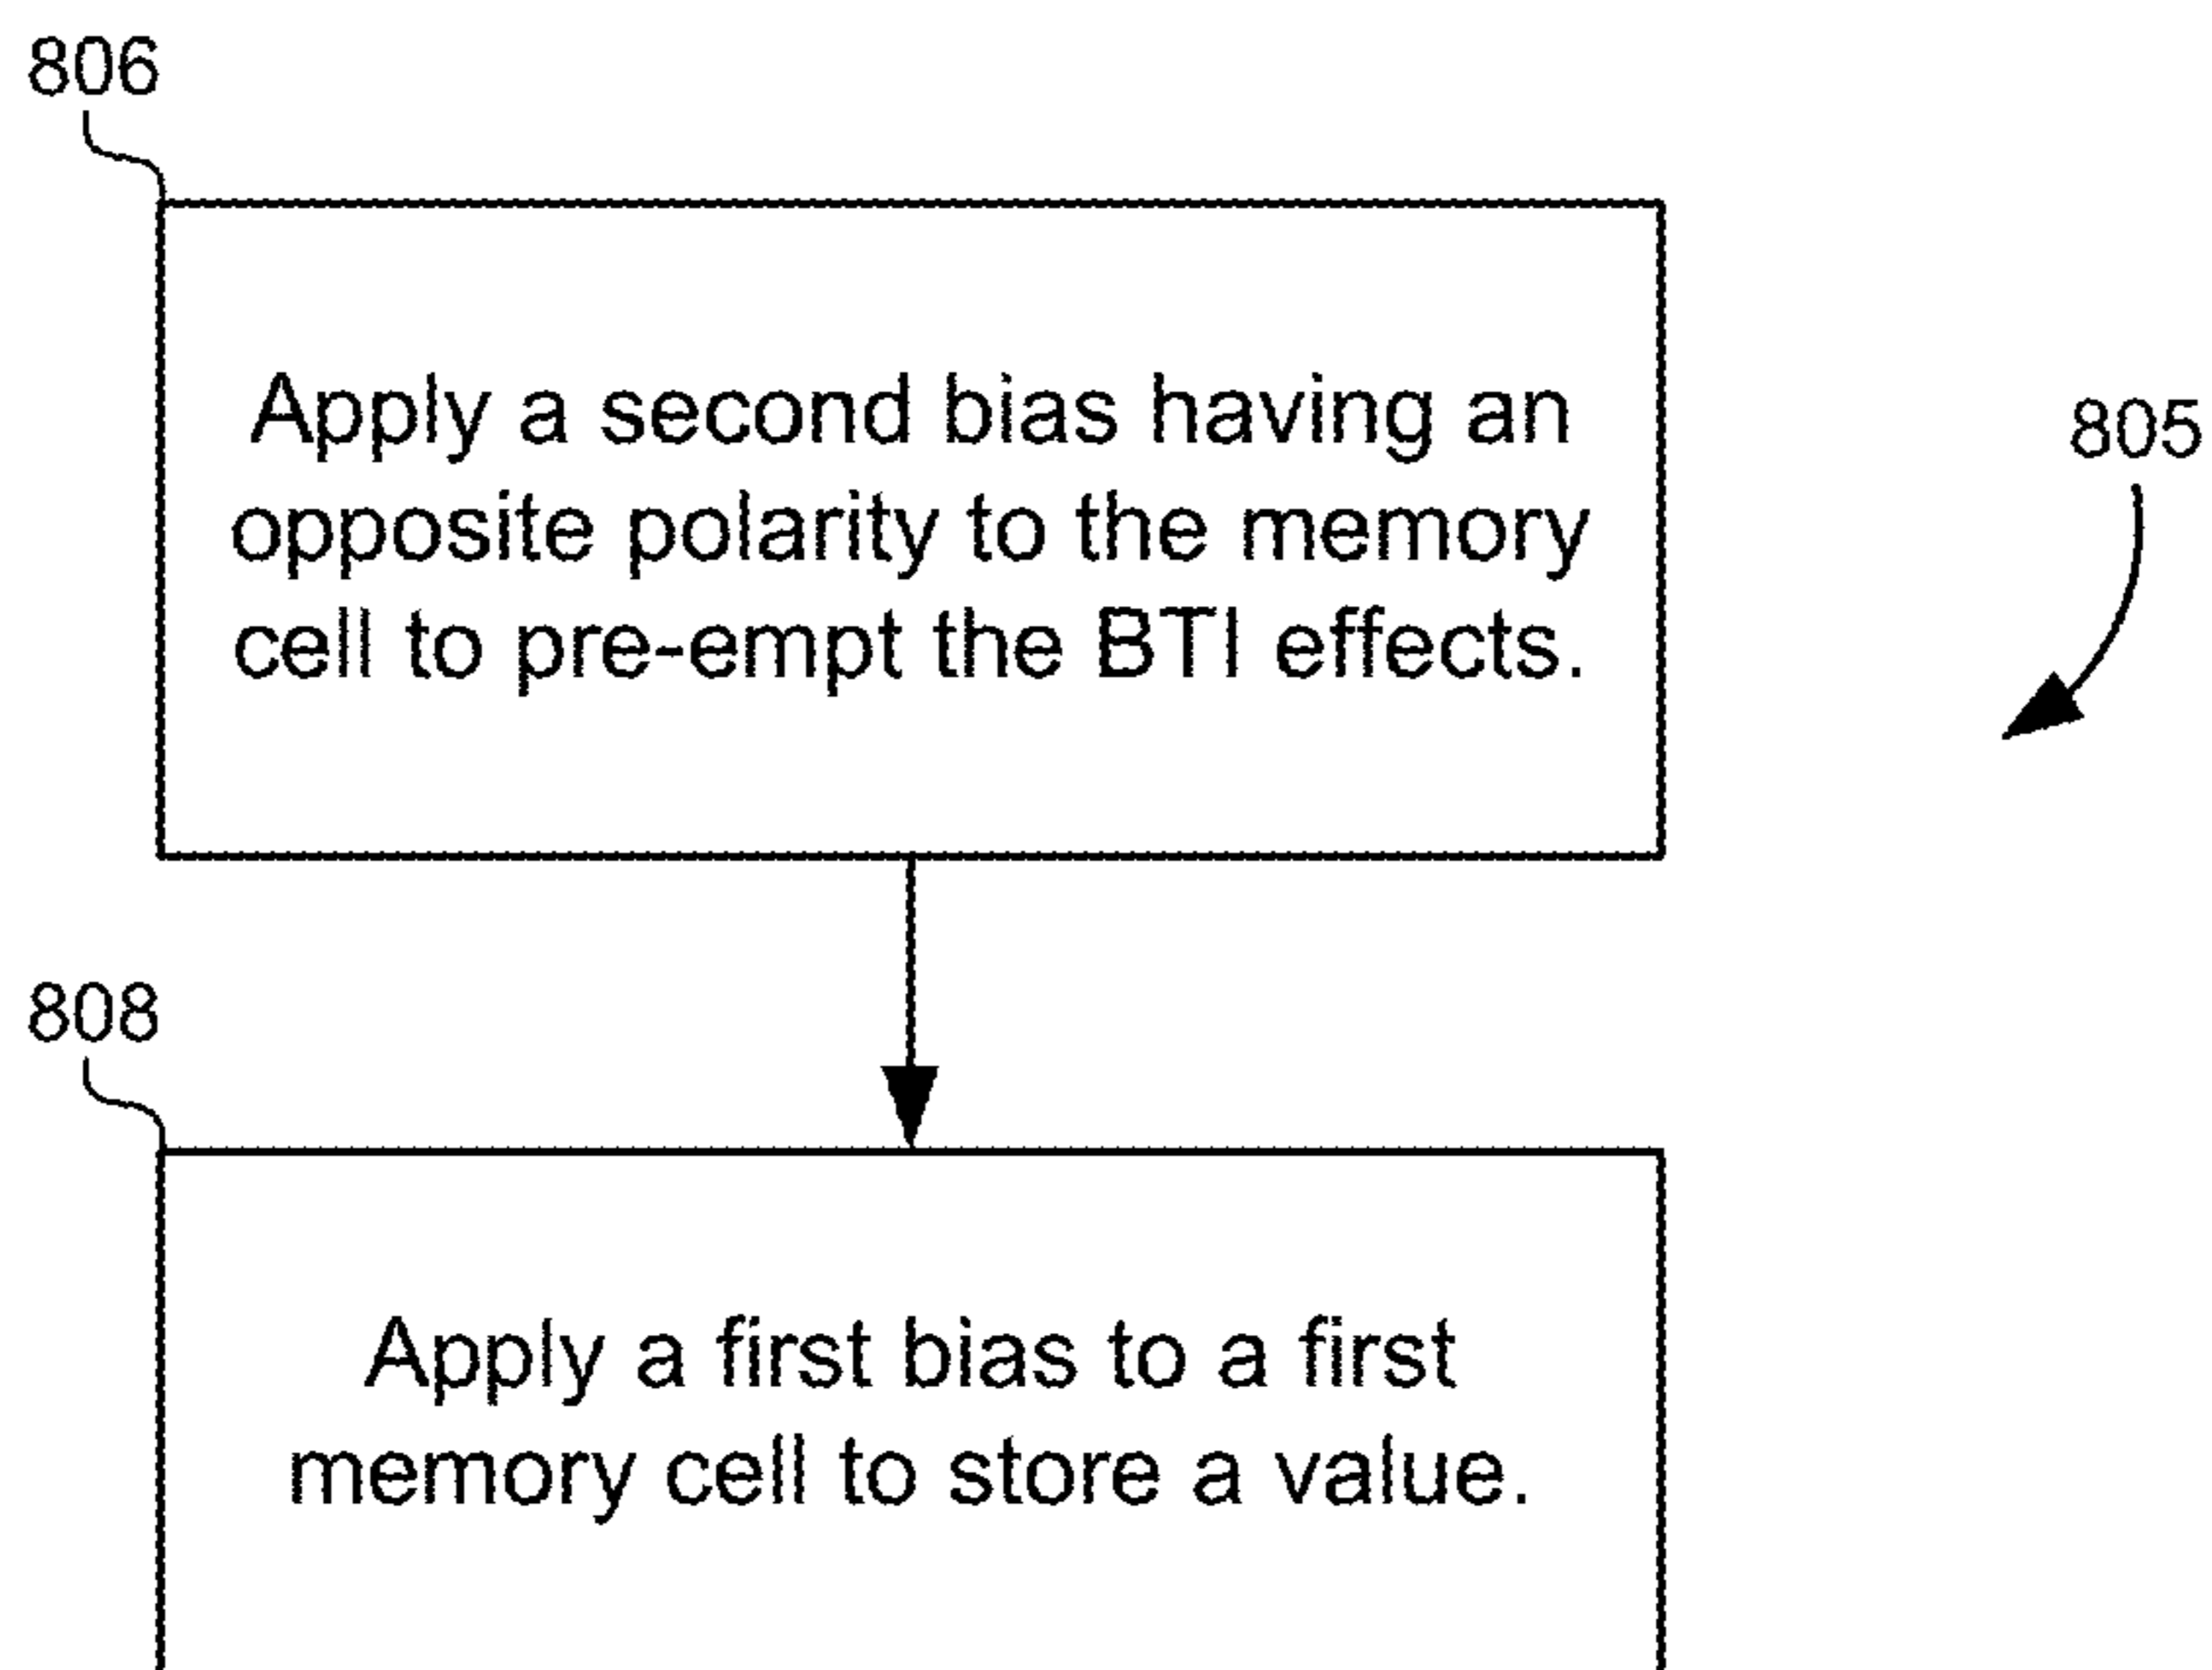 806
Apply a second bias having an
opposite polarity to the memory
cell to pre-empt the BTI effects.
805
808
Apply a first bias to a first
memory cell to store a value.